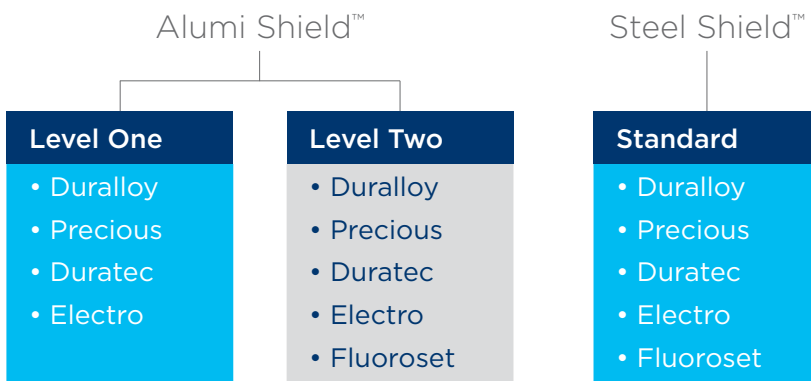 Alumi Shield™
Steel Shield™
Level One
• Duralloy
• Precious
• Duratec
• Electro
Level Two
• Duralloy
• Precious
• Duratec
• Electro
• Fluoroset
Standard
• Duralloy
• Precious
• Duratec
• Electro
• Fluoroset